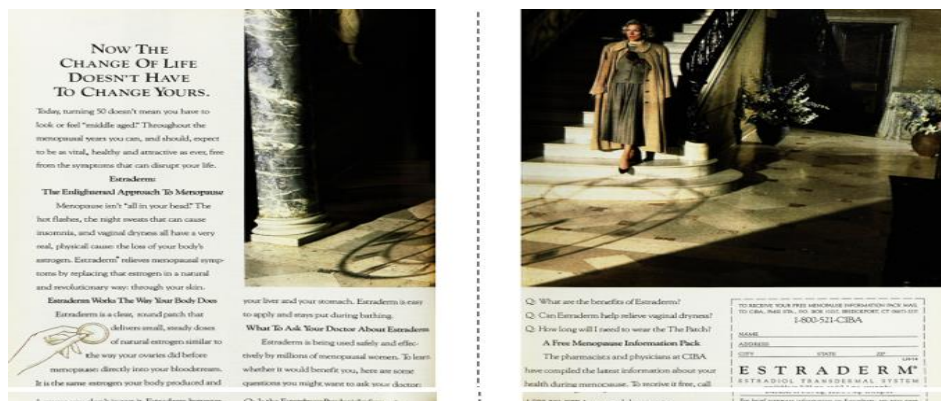 NOW THE
CHANGE OF LIFE
DOESN'T HAVE
TO CHANGE YOURS.
Today, turning 50 doesn't mean you have to
look or feel "middle aged." Throughout the
menopausal years you can, and should, expect
to be as vital, healthy and attractive as ever, free
from the symptoms that can disrupt your life.
Estraderm:
The Enlightened Approach To Menopause
Menopause isn't "all in your head." The
hot flashes, the night sweats that can cause
insomnia, and vaginal dryness all have a very
real, physical cause: the loss of your body's
estrogen. Estraderm® relieves menopausal symp-
toms by replacing that estrogen in a natural
and revolutionary way: through your skin.
Estraderm Works The Way Your Body Does
Estraderm is a clear, round patch that
delivers small, steady doses
of natural estrogen similar to
the way your ovaries did before
menopause: directly into your bloodstream.
It is the same estrogen your body produced and
your liver and your stomach. Estraderm is easy
to apply and stays put during bathing.
What To Ask Your Doctor About Estraderm
Estraderm is being used safely and effec-
tively by millions of menopausal women. To learn
whether it would benefit you, here are some
questions you might want to ask your doctor:
Q: What are the benefits of Estraderm?
Q: Can Estraderm help relieve vaginal dryness?
Q: How long will I need to wear the The Patch?
A Free Menopause Information Pack
The pharmacists and physicians at CIBA
have compiled the latest information about your
health during menopause. To receive it free, call
TO RECEIVE YOUR FREE MENOPAUSE INFORMATION PACK MAIL
TO CIBA, BRIDGEPORT, CT
1-800-521-CIBA
NAME
ADDRESS
CITY STATE ZIP
ESTRADERM®
ESTRADIOL TRANSDERMAL SYSTEM